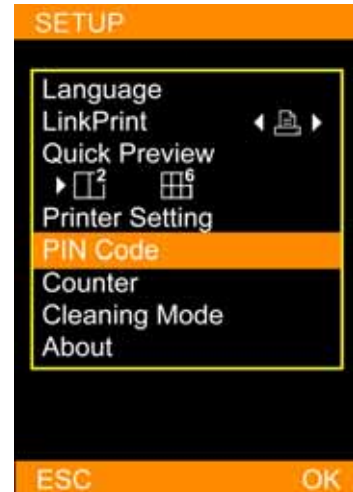 SETUP
Language
LinkPrint
Quick Preview
2 6
Printer Setting
PIN Code
Counter
Cleaning Mode
About
ESC OK